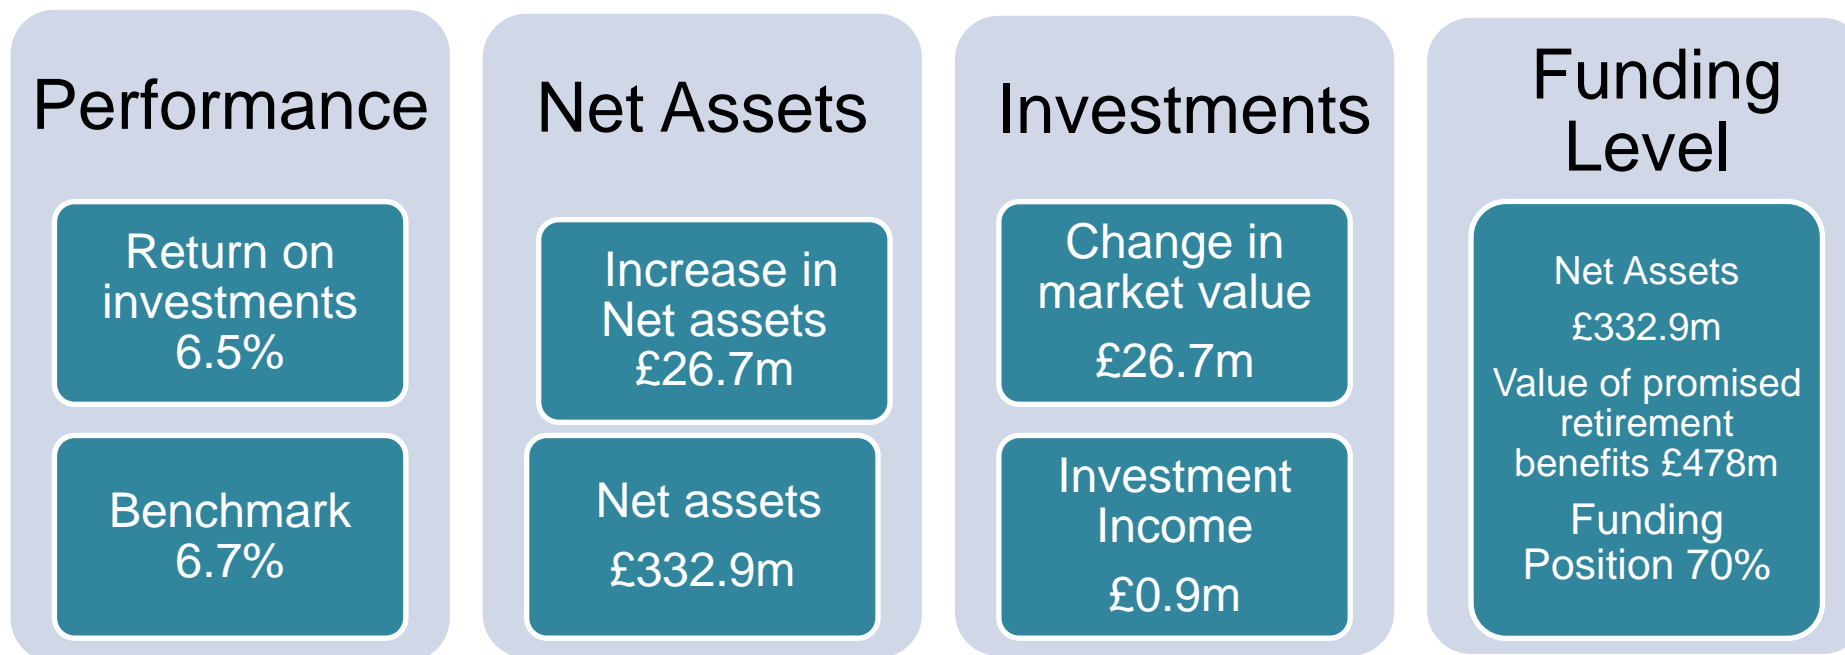 Performance
Return on
investments
6.5%
Benchmark
6.7%
Net Assets
Increase in
Net assets
£26.7m
Net assets
£332.9m
Investments
Change in
market value
£26.7m
Investment
Income
£0.9m
Funding
Level
Net Assets
£332.9m
Value of promised
retirement
benefits £478m
Funding
Position 70%